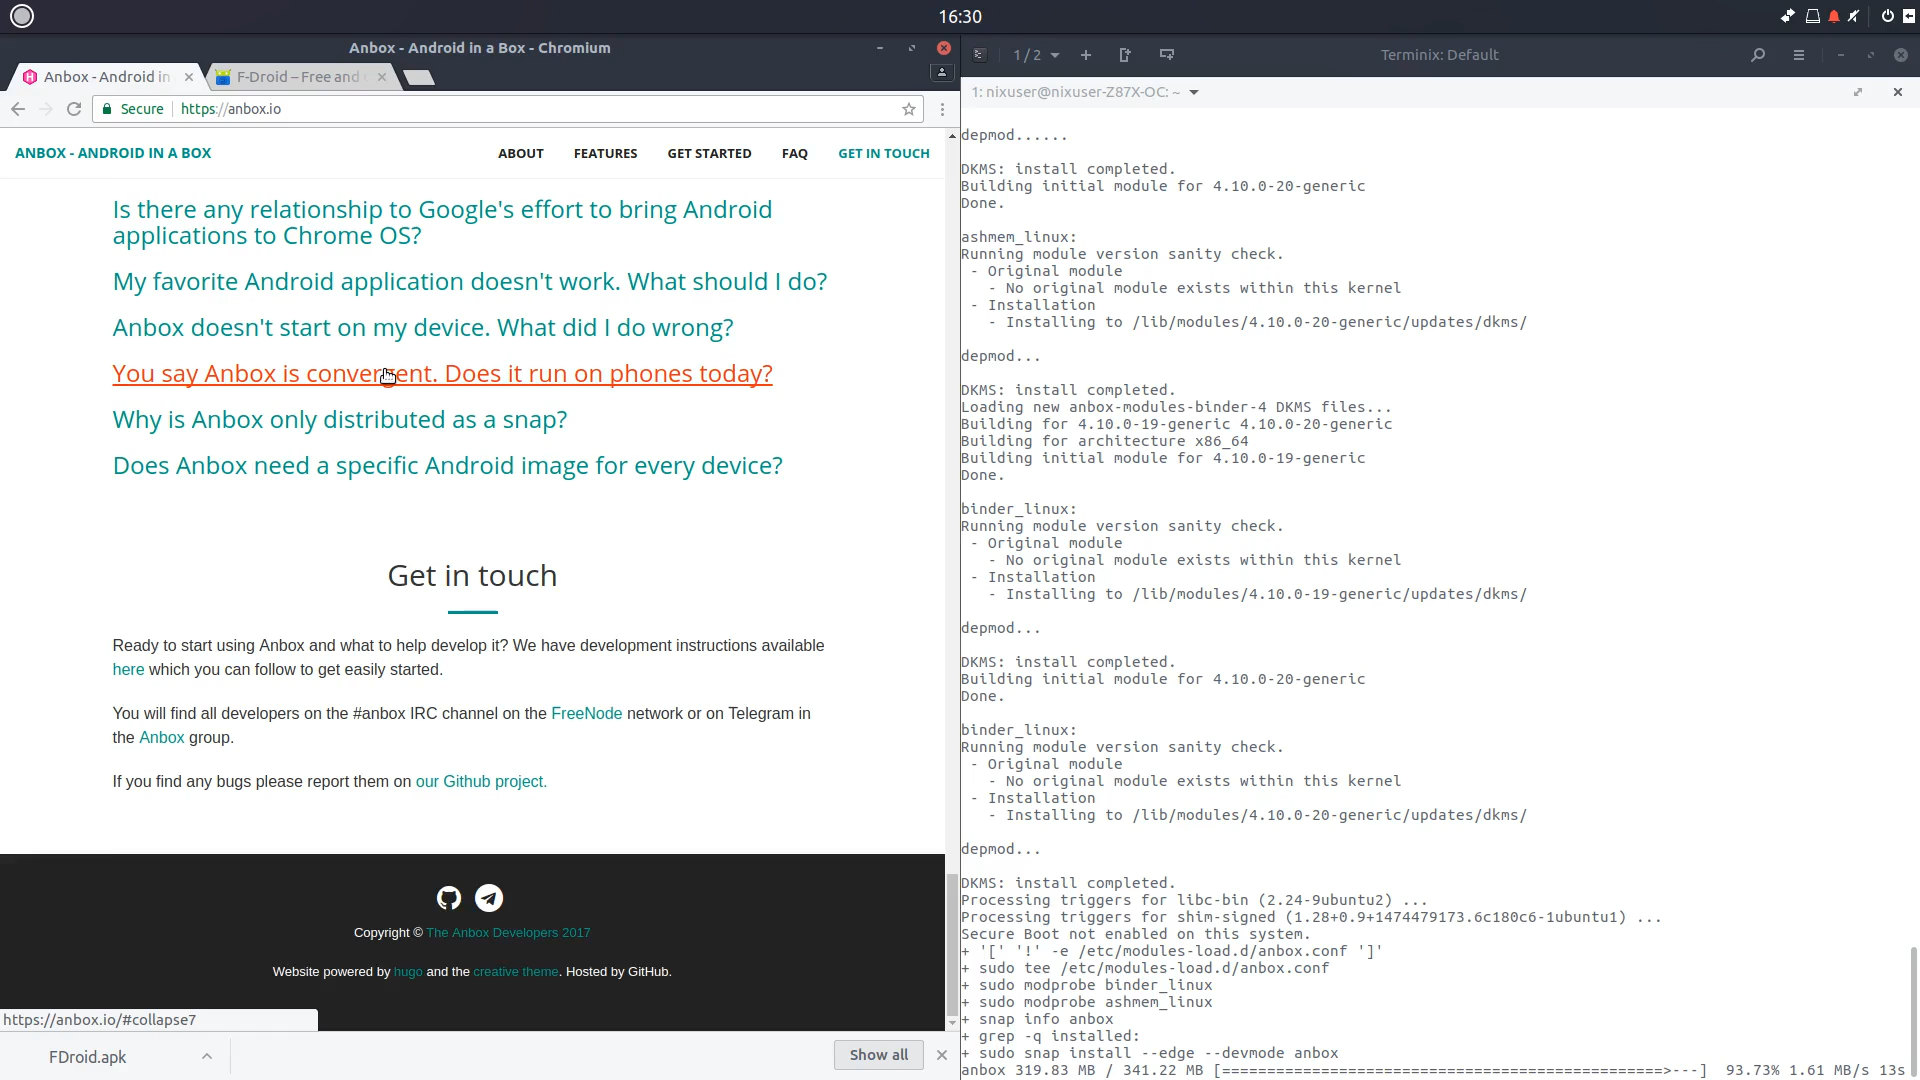 16:30
Anbox - Android in a Box - Chromium
Anbox - Android in
F-Droid – Free and
Secure
https://anbox.io
ANBOX - ANDROID IN A BOX
ABOUT
FEATURES
GET STARTED
FAQ
GET IN TOUCH
Is there any relationship to Google's effort to bring Android
applications to Chrome OS?
My favorite Android application doesn't work. What should I do?
Anbox doesn't start on my device. What did I do wrong?
You say Anbox is convergent. Does it run on phones today?
Why is Anbox only distributed as a snap?
Does Anbox need a specific Android image for every device?
Get in touch
Ready to start using Anbox and what to help develop it? We have development instructions available
here which you can follow to get easily started.
You will find all developers on the #anbox IRC channel on the FreeNode network or on Telegram in
the Anbox group.
If you find any bugs please report them on our Github project.
Copyright © The Anbox Developers 2017
Website powered by hugo and the creative theme. Hosted by GitHub.
https://anbox.io/#collapse7
FDroid.apk
Show all
1 / 2
Terminix: Default
1: nixuser@nixuser-Z87X-OC: ~
depmod......
DKMS: install completed.
Building initial module for 4.10.0-20-generic
Done.
ashmem_linux:
Running module version sanity check.
- Original module
- No original module exists within this kernel
- Installation
- Installing to /lib/modules/4.10.0-20-generic/updates/dkms/
depmod...
DKMS: install completed.
Loading new anbox-modules-binder-4 DKMS files...
Building for 4.10.0-19-generic 4.10.0-20-generic
Building for architecture x86_64
Building initial module for 4.10.0-19-generic
Done.
binder_linux:
Running module version sanity check.
- Original module
- No original module exists within this kernel
- Installation
- Installing to /lib/modules/4.10.0-19-generic/updates/dkms/
depmod...
DKMS: install completed.
Building initial module for 4.10.0-20-generic
Done.
binder_linux:
Running module version sanity check.
- Original module
- No original module exists within this kernel
- Installation
- Installing to /lib/modules/4.10.0-20-generic/updates/dkms/
depmod...
DKMS: install completed.
Processing triggers for libc-bin (2.24-9ubuntu2) ...
Processing triggers for shim-signed (1.28+0.9+1474479173.6c180c6-1ubuntu1) ...
Secure Boot not enabled on this system.
+ '[' '!' -e /etc/modules-load.d/anbox.conf ']'
+ sudo tee /etc/modules-load.d/anbox.conf
+ sudo modprobe binder_linux
+ sudo modprobe ashmem_linux
+ snap info anbox
+ grep -q installed:
+ sudo snap install --edge --devmode anbox
anbox 319.83 MB / 341.22 MB [=================================================>---] 93.73% 1.61 MB/s 13s